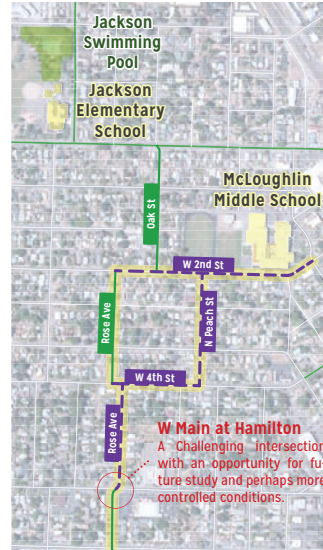 Jackson
Swimming
Pool
Jackson
Elementary
School
McLoughlin
Middle School
Oak St
W 2nd St
Rose Ave
N Peach St
W 4th St
Rose Ave
W Main at Hamilton
A Challenging intersection
with an opportunity for fu-
ture study and perhaps more
controlled conditions.